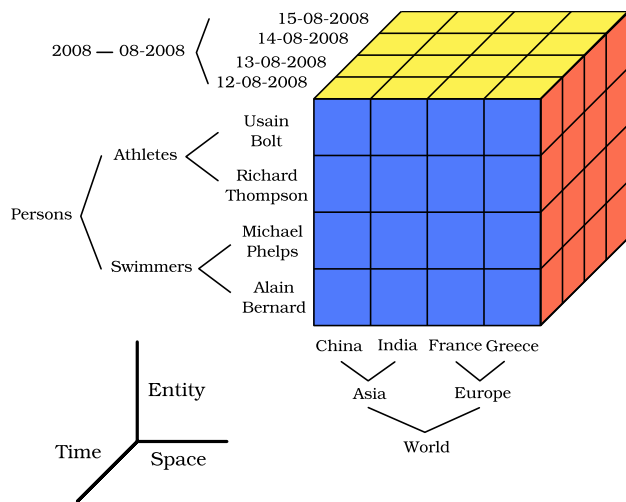 15-08-2008
14-08-2008
2008 — 08-2008
13-08-2008
12-08-2008
Usain
Bolt
Athletes
Richard
Thompson
Persons
Michael
Phelps
Swimmers
Alain
Bernard
China India France Greece
Asia Europe
World
Entity
Time
Space